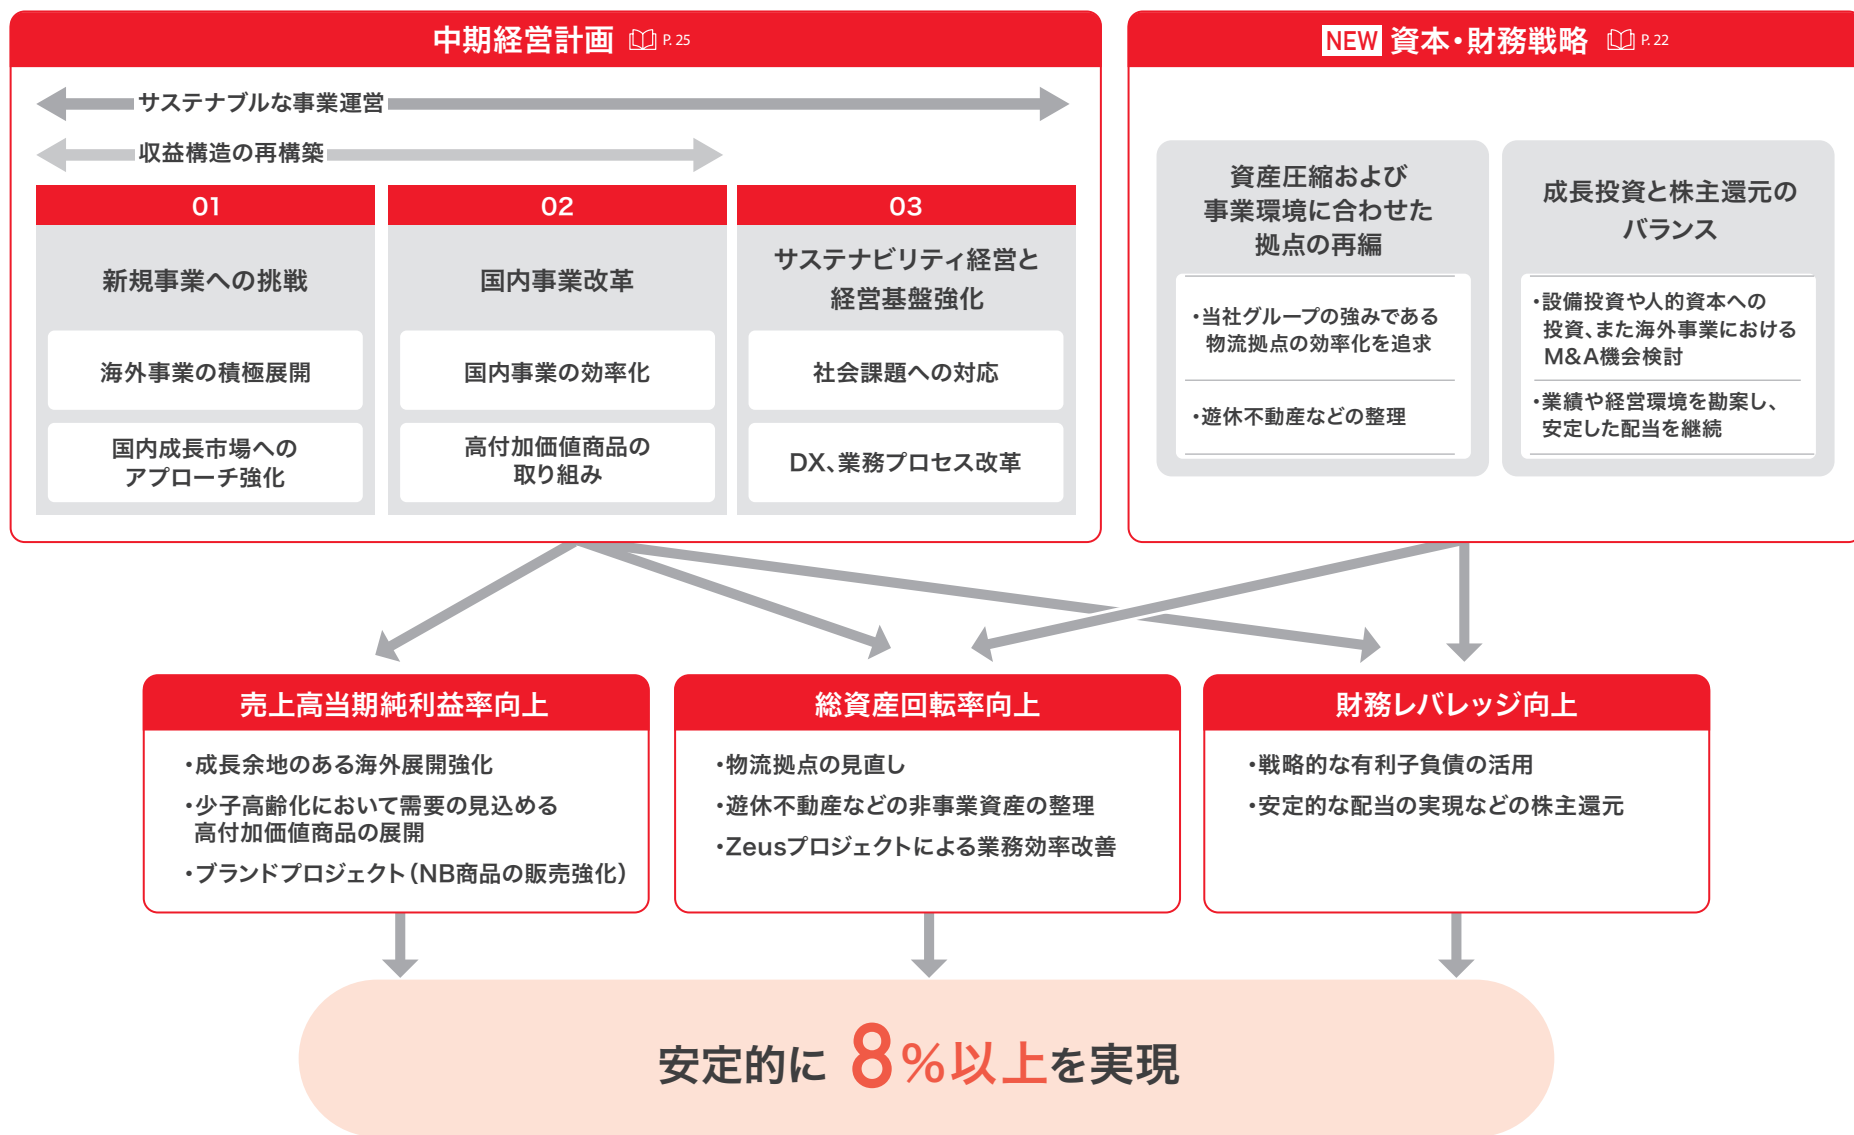 中期経営計画 P. 25
サステナブルな事業運営
収益構造の再構築
01
新規事業への挑戦
海外事業の積極展開
国内成長市場への
アプローチ強化
02
国内事業改革
国内事業の効率化
高付加価値商品の
取り組み
03
サステナビリティ経営と
経営基盤強化
社会課題への対応
DX、業務プロセス改革
NEW 資本・財務戦略 P. 22
資産圧縮および
事業環境に合わせた
拠点の再編
・当社グループの強みである
物流拠点の効率化を追求
・遊休不動産などの整理
成長投資と株主還元の
バランス
・設備投資や人的資本への
投資、また海外事業における
M&A機会検討
・業績や経営環境を勘案し、
安定した配当を継続
売上高当期純利益率向上
・成長余地のある海外展開強化
・少子高齢化において需要の見込める
高付加価値商品の展開
・ブランドプロジェクト（NB商品の販売強化）
総資産回転率向上
・物流拠点の見直し
・遊休不動産などの非事業資産の整理
・Zeusプロジェクトによる業務効率改善
財務レバレッジ向上
・戦略的な有利子負債の活用
・安定的な配当の実現などの株主還元
安定的に 8%以上を実現